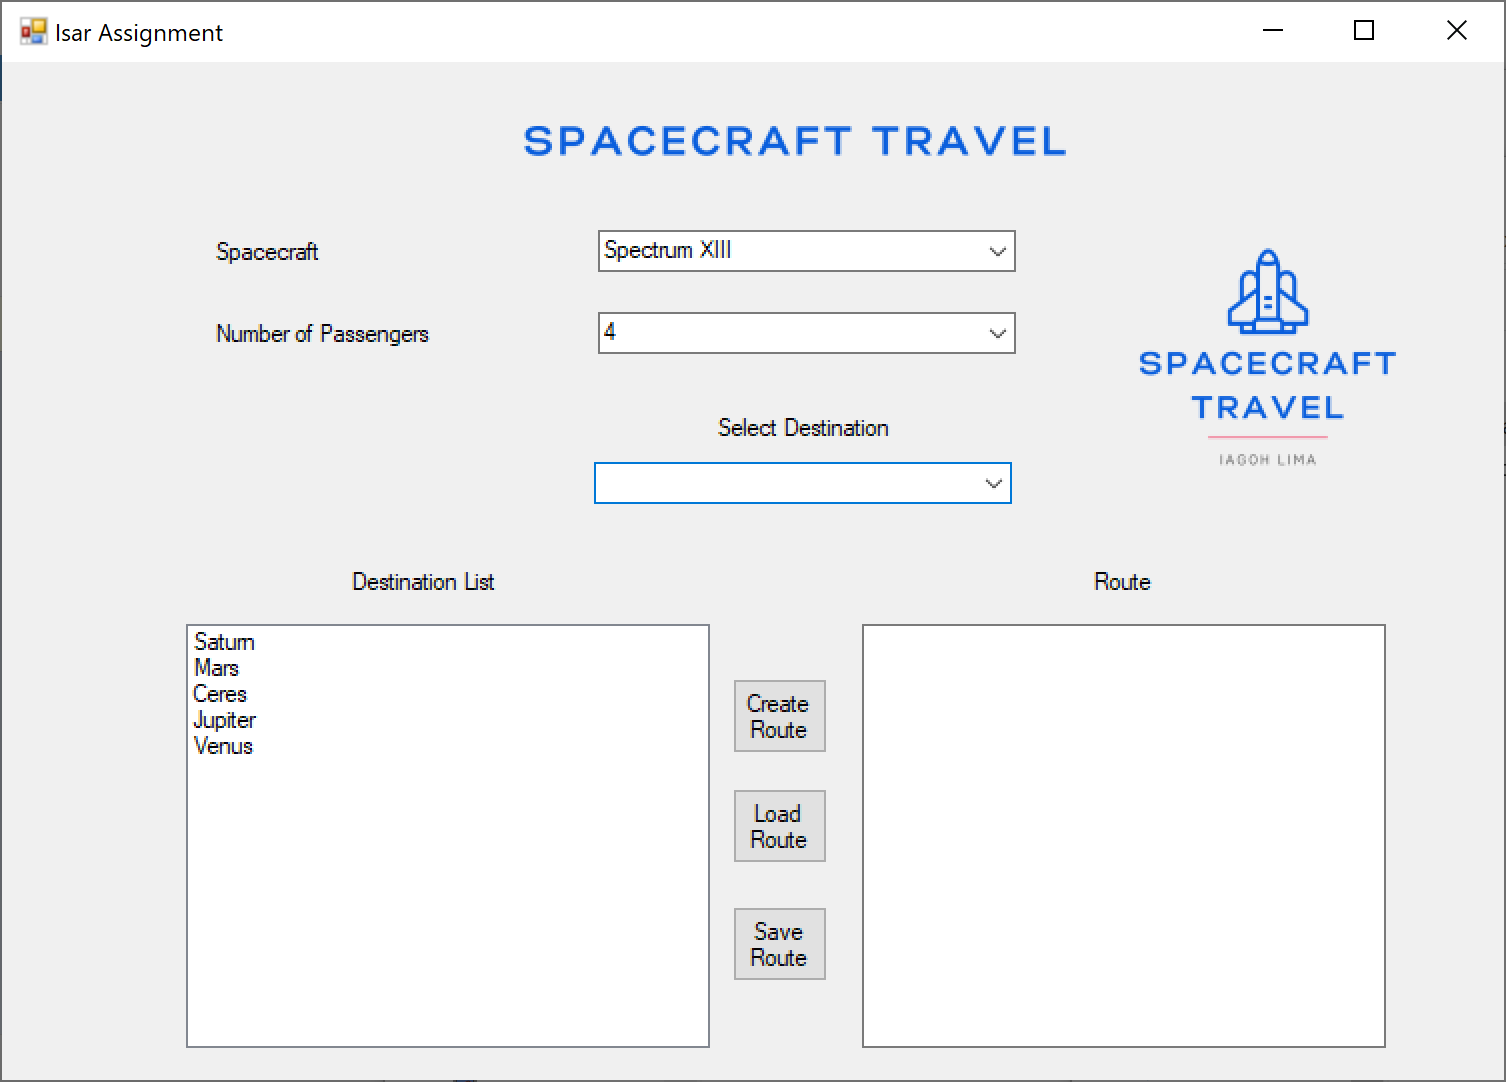 Isar Assignment
SPACECRAFT TRAVEL
Spacecraft
Spectrum XIII
Number of Passengers
4
SPACECRAFT
TRAVEL
IAGOH LIMA
Select Destination
Destination List
Route
Saturn
Mars
Ceres
Jupiter
Venus
Create
Route
Load
Route
Save
Route